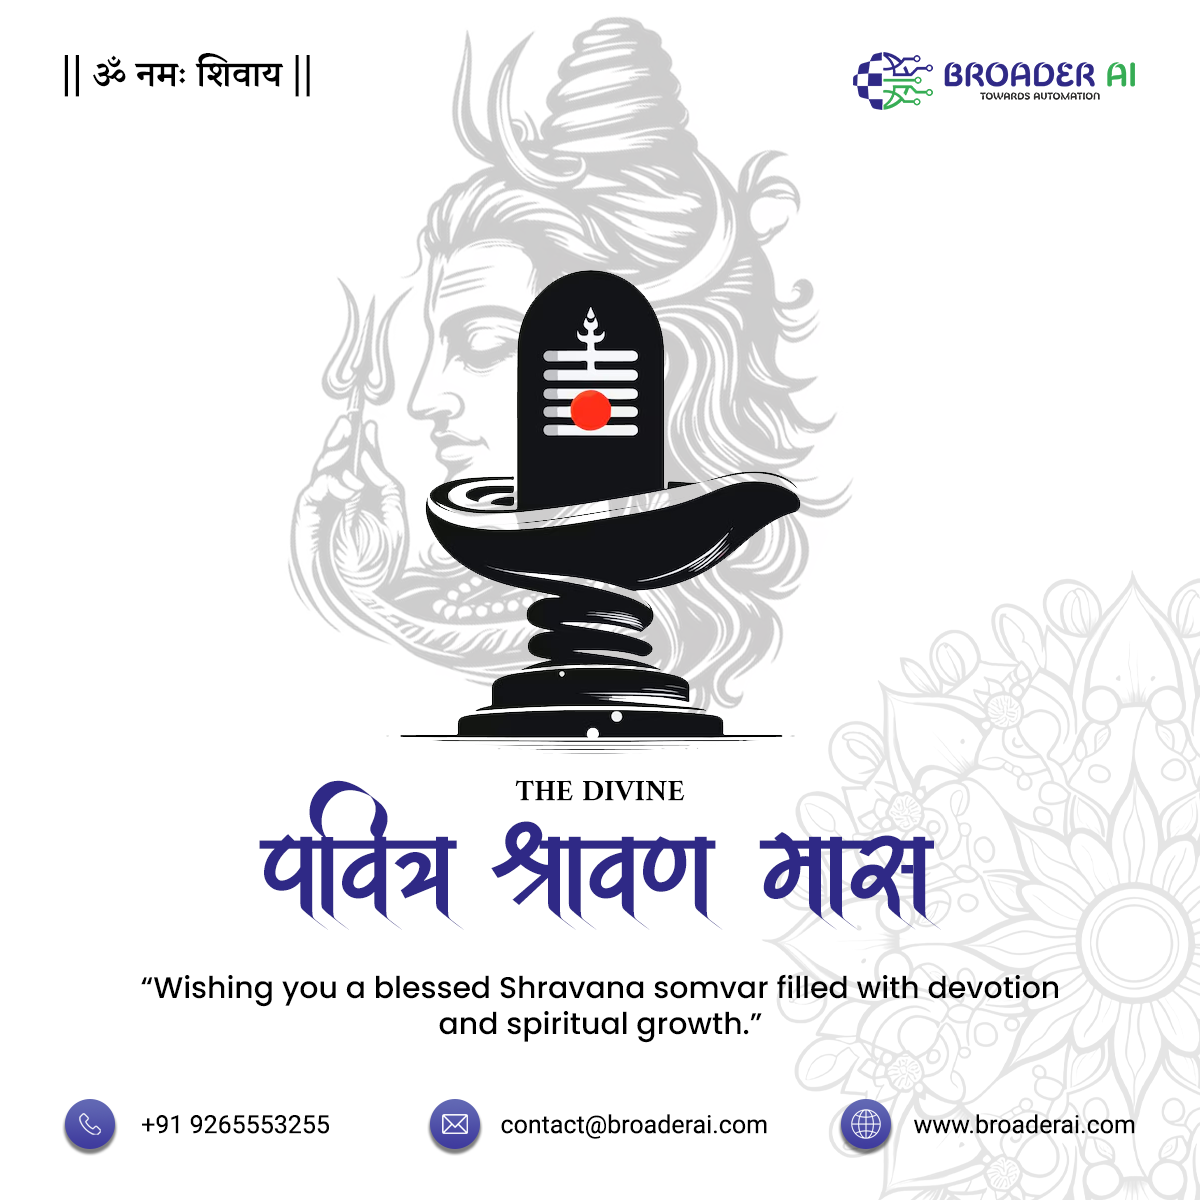 || ॐ नमः शिवाय ||
BROADER AI
TOWARDS AUTOMATION
THE DIVINE
पवित्र श्रावण मास
“Wishing you a blessed Shravana somvar filled with devotion
and spiritual growth.”
+91 9265553255
contact@broaderai.com
www.broaderai.com